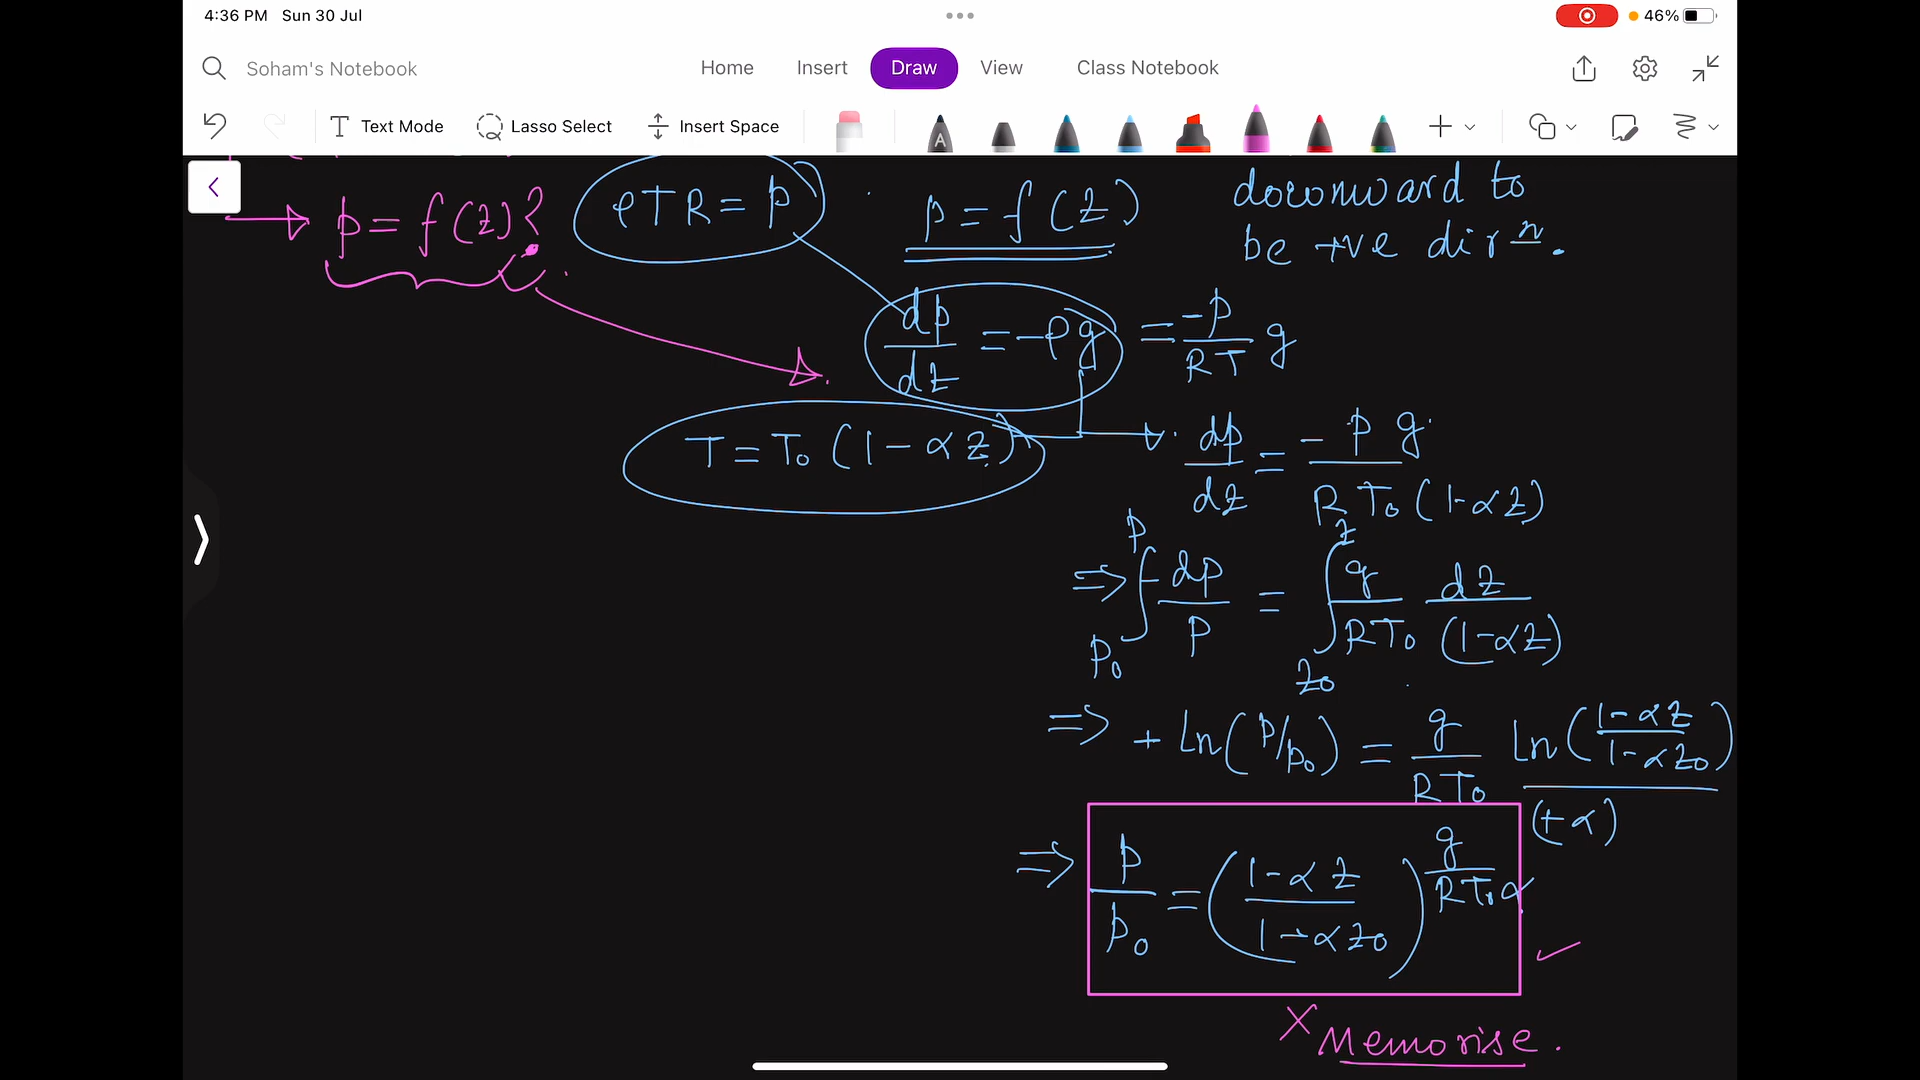 4:36 PM Sun 30 Jul
46%
Soham's Notebook
Home Insert Draw View Class Notebook
Text Mode Lasso Select Insert Space
A
p = f(z)?
ρTR = p
p = f(z)
downward to
be +ve dirn.
dp/dz = -ρg = -p/RT g
T = T0 (1 - αz)
dp/dz = - pg / RT0 (1-αz)
⇒ ∫p0^p - dp/p = ∫z0^z g/RT0 dz/(1-αz)
⇒ + ln(p/p0) = g/RT0 ln((1-αz)/(1-αz0)) / (+α)
⇒ p/p0 = ((1-αz)/(1-αz0))^(g/RT0α)
✓
x Memorise.